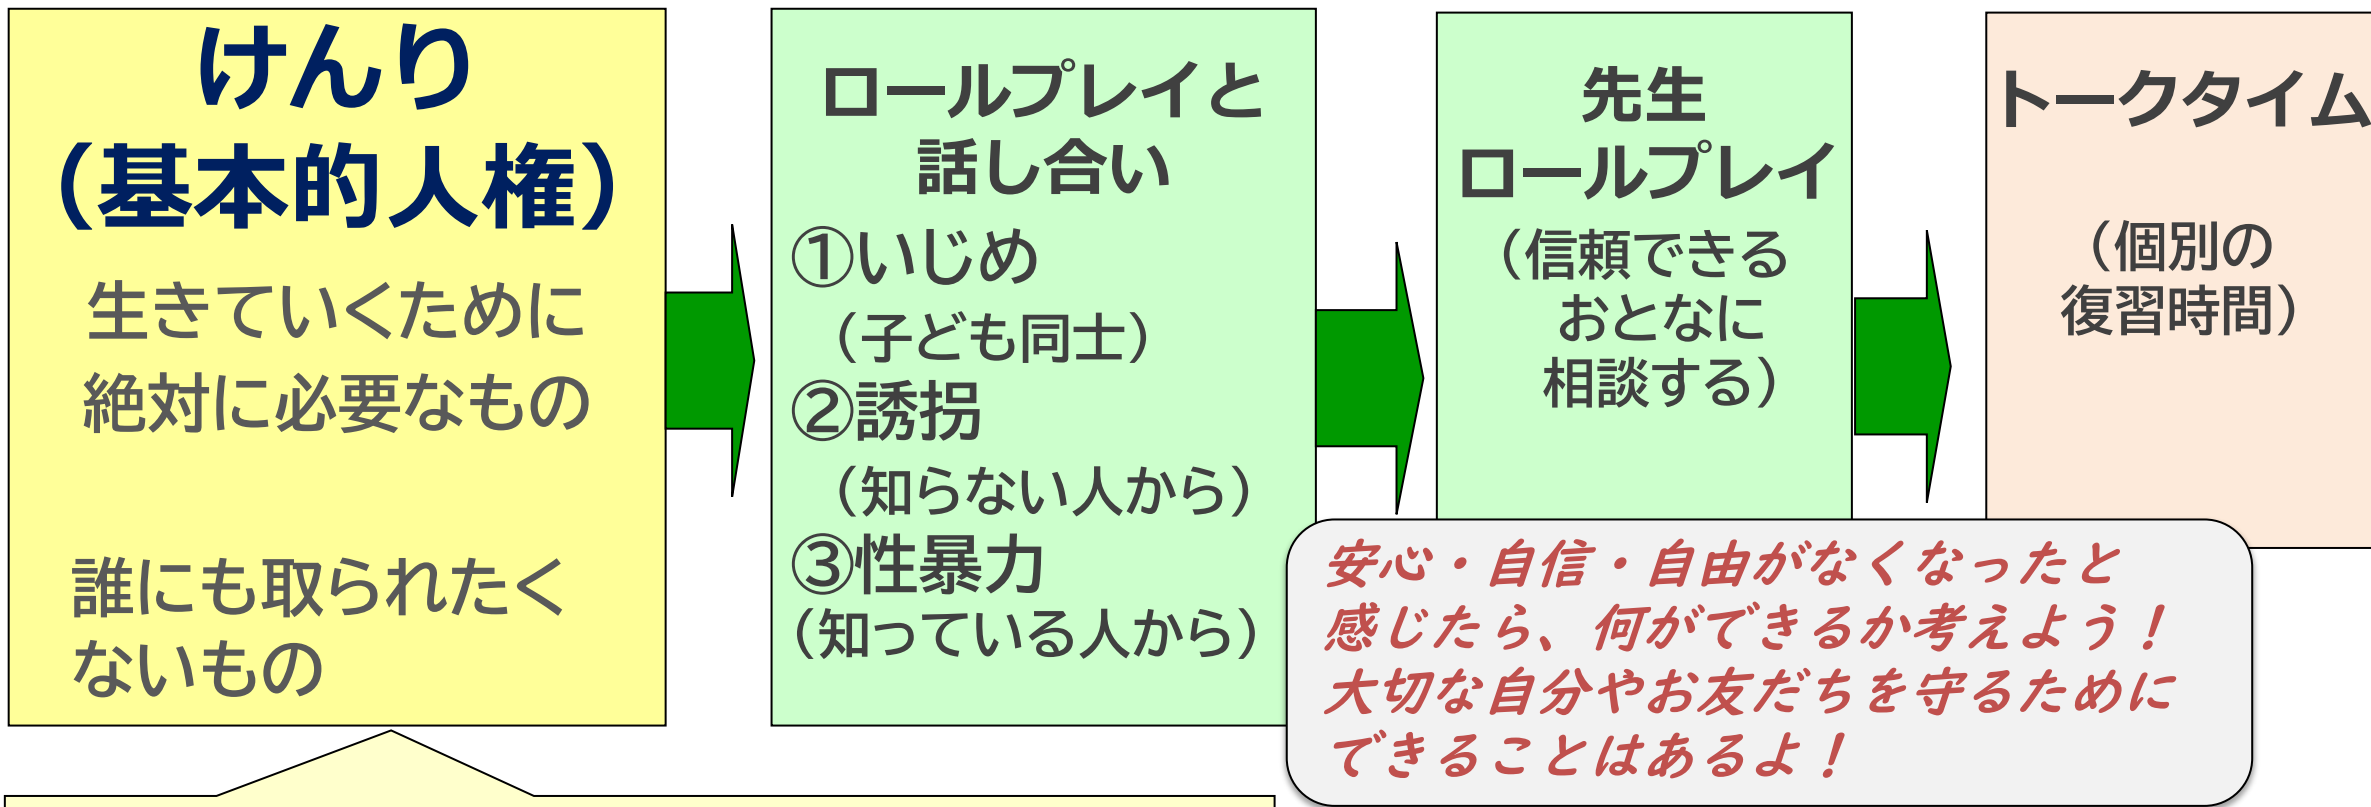 けんり
（基本的人権）
生きていくために
絶対に必要なもの
誰にも取られたく
ないもの
ロールプレイと
話し合い
①いじめ
（子ども同士）
②誘拐
（知らない人から）
③性暴力
（知っている人から）
先生
ロールプレイ
（信頼できる
おとなに
相談する）
トークタイム
（個別の
復習時間）
安心・自信・自由がなくなったと
感じたら、何ができるか考えよう！
大切な自分やお友だちを守るために
できることはあるよ！